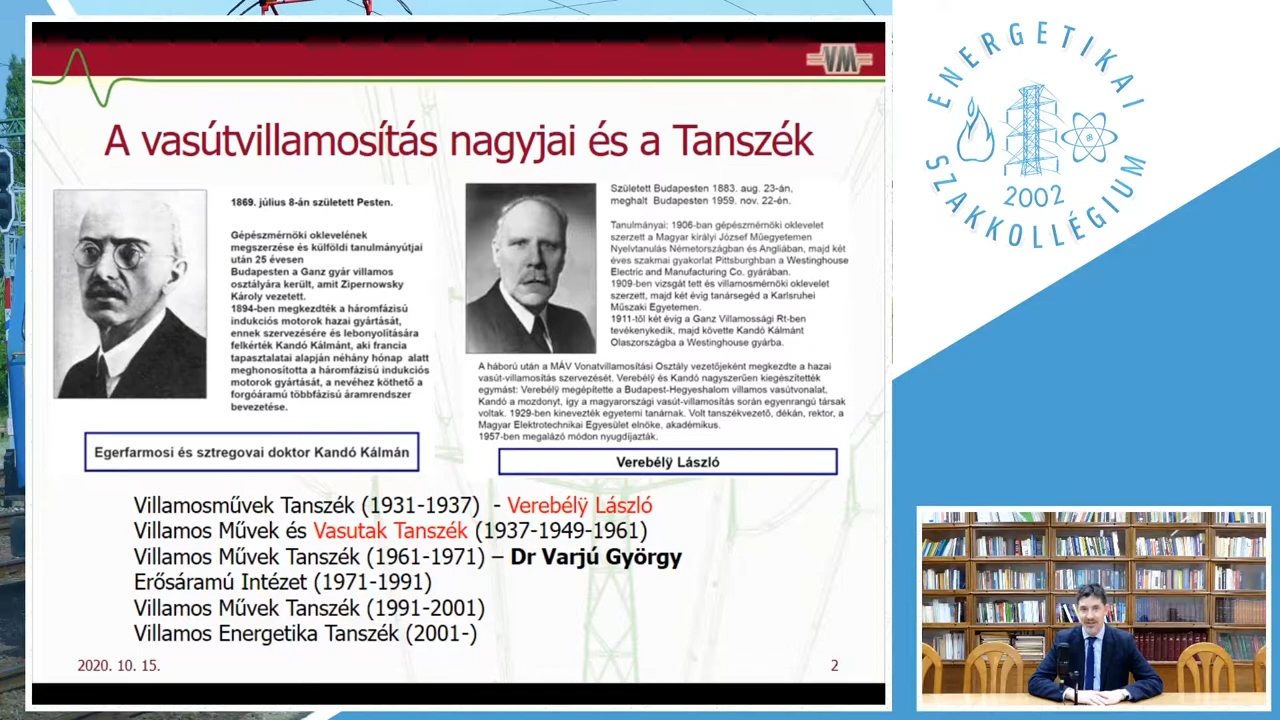 VM
A vasútvillamosítás nagyjai és a Tanszék
1869. július 8-án született Pesten.
Gépészmérnöki oklevelének
megszerzése és külföldi tanulmányútjai
után 25 évesen
Budapesten a Ganz gyár villamos
osztályára került, amit Zipernowsky
Károly vezetett.
1894-ben megkezdték a háromfázisú
indukciós motorok hazai gyártását,
ennek szervezésére és lebonyolítására
felkérték Kandó Kálmánt, aki francia
tapasztalatai alapján néhány hónap alatt
meghonosította a háromfázisú indukciós
motorok gyártását, a nevéhez köthető a
forgóáramú többfázisú áramrendszer
bevezetése.
Egerfarmosi és sztregovai doktor Kandó Kálmán
Született Budapesten 1883. aug. 23-án,
meghalt Budapesten 1959. nov. 22-én.
Tanulmányai: 1906-ban gépészmérnöki oklevelet
szerzett a Magyar királyi József Műegyetemen
Nyelvtanulás Németországban és Angliában, majd két
éves szakmai gyakorlat Pittsburghban a Westinghouse
Electric and Manufacturing Co. gyárában.
1909-ben vizsgát tett és villamosmérnöki oklevelet
szerzett, majd két évig tanársegéd a Karlsruhei
Műszaki Egyetemen.
1911-től két évig a Ganz Villamossági Rt-ben
tevékenykedik, majd követte Kandó Kálmánt
Olaszországba a Westinghouse gyárba.
A háború után a MÁV Vonatvillamosítási Osztály vezetőjeként megkezdte a hazai
vasút-villamosítás szervezését. Verebélÿ és Kandó nagyszerűen kiegészítették
egymást: Verebélÿ megépítette a Budapest-Hegyeshalom villamos vasútvonalat,
Kandó a mozdonyt, így a magyarországi vasút-villamosítás során egyenrangú társak
voltak. 1929-ben kinevezték egyetemi tanárnak. Volt tanszékvezető, dékán, rektor, a
Magyar Elektrotechnikai Egyesület elnöke, akadémikus.
1957-ben megalázó módon nyugdíjazták.
Verebélÿ László
Villamosművek Tanszék (1931-1937) - Verebélÿ László
Villamos Művek és Vasutak Tanszék (1937-1949-1961)
Villamos Művek Tanszék (1961-1971) – Dr Varjú György
Erősáramú Intézet (1971-1991)
Villamos Művek Tanszék (1991-2001)
Villamos Energetika Tanszék (2001-)
2020. 10. 15.
2
ENERGETIKAI
2002
SZAKKOLLÉGIUM